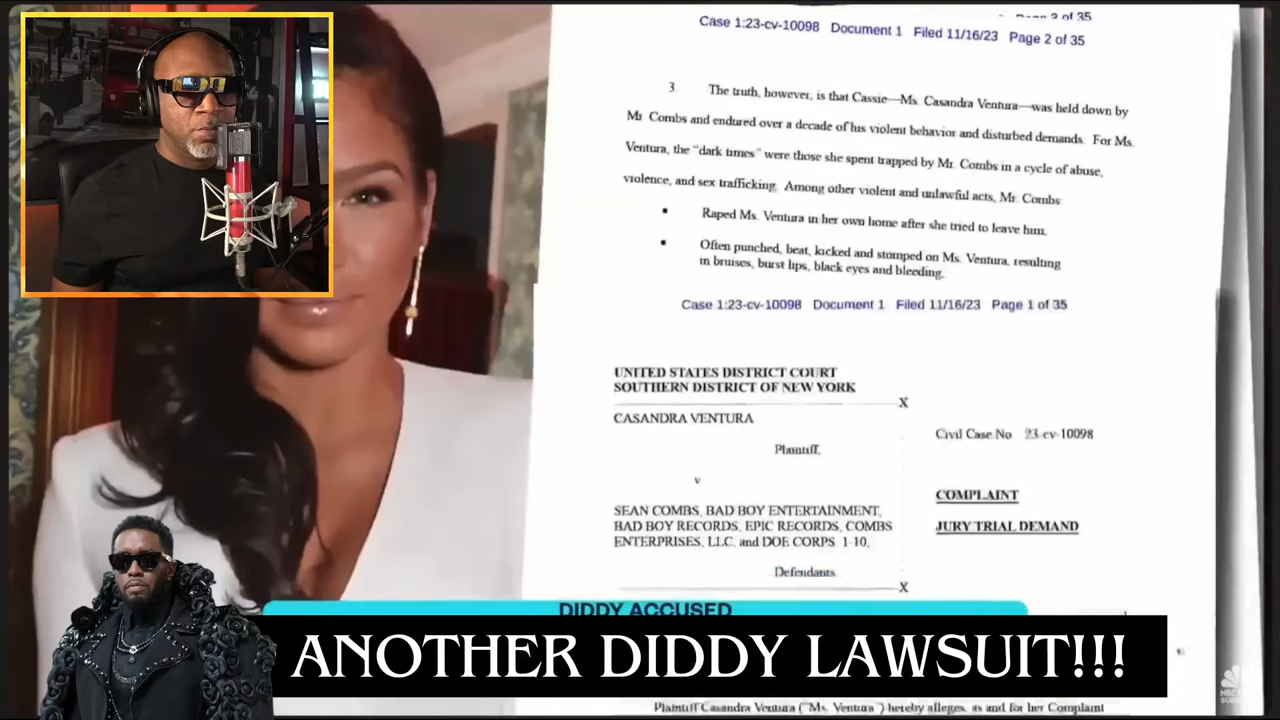 Case 1:23-cv-10098 Document 1 Filed 11/16/23 Page 2 of 35
3 The truth, however, is that Cassie—Ms. Casandra Ventura—was held down by
Mr Combs and endured over a decade of his violent behavior and disturbed demands. For Ms.
Ventura, the "dark times" were those she spent trapped by Mr. Combs in a cycle of abuse,
violence, and sex trafficking. Among other violent and unlawful acts, Mr. Combs
• Raped Ms. Ventura in her own home after she tried to leave him.
• Often punched, beat, kicked and stomped on Ms. Ventura, resulting
in bruises, burst lips, black eyes and bleeding.
Case 1:23-cv-10098 Document 1 Filed 11/16/23 Page 1 of 35
UNITED STATES DISTRICT COURT
SOUTHERN DISTRICT OF NEW YORK
X
CASANDRA VENTURA
Plaintiff,
v
SEAN COMBS, BAD BOY ENTERTAINMENT,
BAD BOY RECORDS, EPIC RECORDS, COMBS
ENTERPRISES, LLC. and DOE CORPS. 1-10,
Defendants.
X
Civil Case No 23-cv-10098
COMPLAINT
JURY TRIAL DEMAND
DIDDY ACCUSED
ANOTHER DIDDY LAWSUIT!!!
Plaintiff Casandra Ventura ("Ms. Ventura") hereby alleges, as and for her Complaint